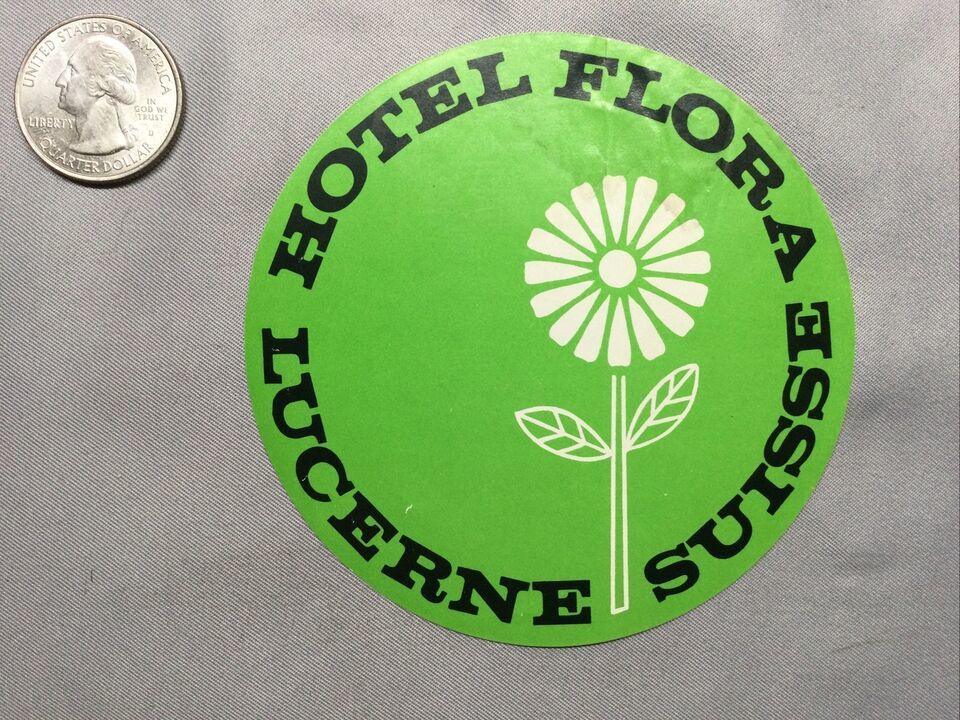 UNITED STATES OF AMERICA
LIBERTY
IN
GOD WE
TRUST
D
QUARTER DOLLAR
HOTEL FLORA
LUCERNE SUISSE